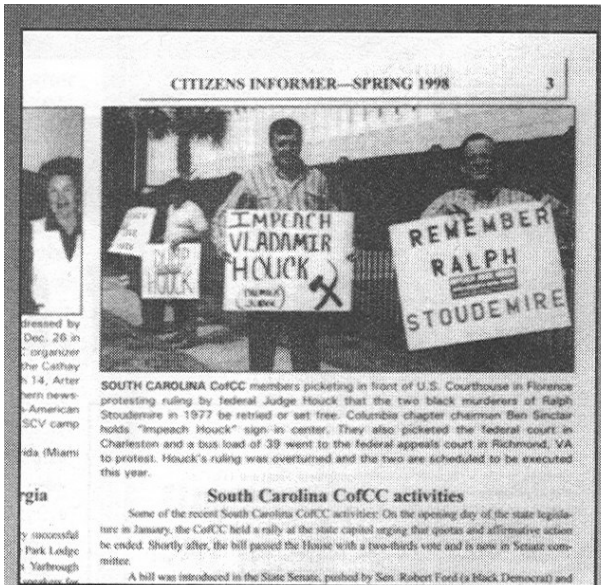 CITIZENS INFORMER—SPRING 1998 3
DUMP
HOUCK
IMPEACH
VLADAMIR
HOUCK
JUDGE)
REMEMBER
RALPH
STOUDEMIRE
dressed by
Dec. 26 in
organizer
the Cathay
14, Arter
ern news-
-American
SCV camp
rida (Miami
rgia
y successful
Park Lodge
s Yarbrough
speakers for
SOUTH CAROLINA CofCC members picketing in front of U.S. Courthouse in Florence
protesting ruling by federal Judge Houck that the two black murderers of Ralph
Stoudemire in 1977 be retried or set free. Columbia chapter chairman Ben Sinclair
holds "Impeach Houck" sign in center. They also picketed the federal court in
Charleston and a bus load of 39 went to the federal appeals court in Richmond, VA
to protest. Houck's ruling was overturned and the two are scheduled to be executed
this year.
South Carolina CofCC activities
Some of the recent South Carolina CofCC activities: On the opening day of the state legisla-
ture in January, the CofCC held a rally at the state capitol urging that quotas and affirmative action
be ended. Shortly after, the bill passed the House with a two-thirds vote and is now in Senate com-
mittee.
A bill was introduced in the State Senate, pushed by Sen. Robert Ford (a Black Democrat) and